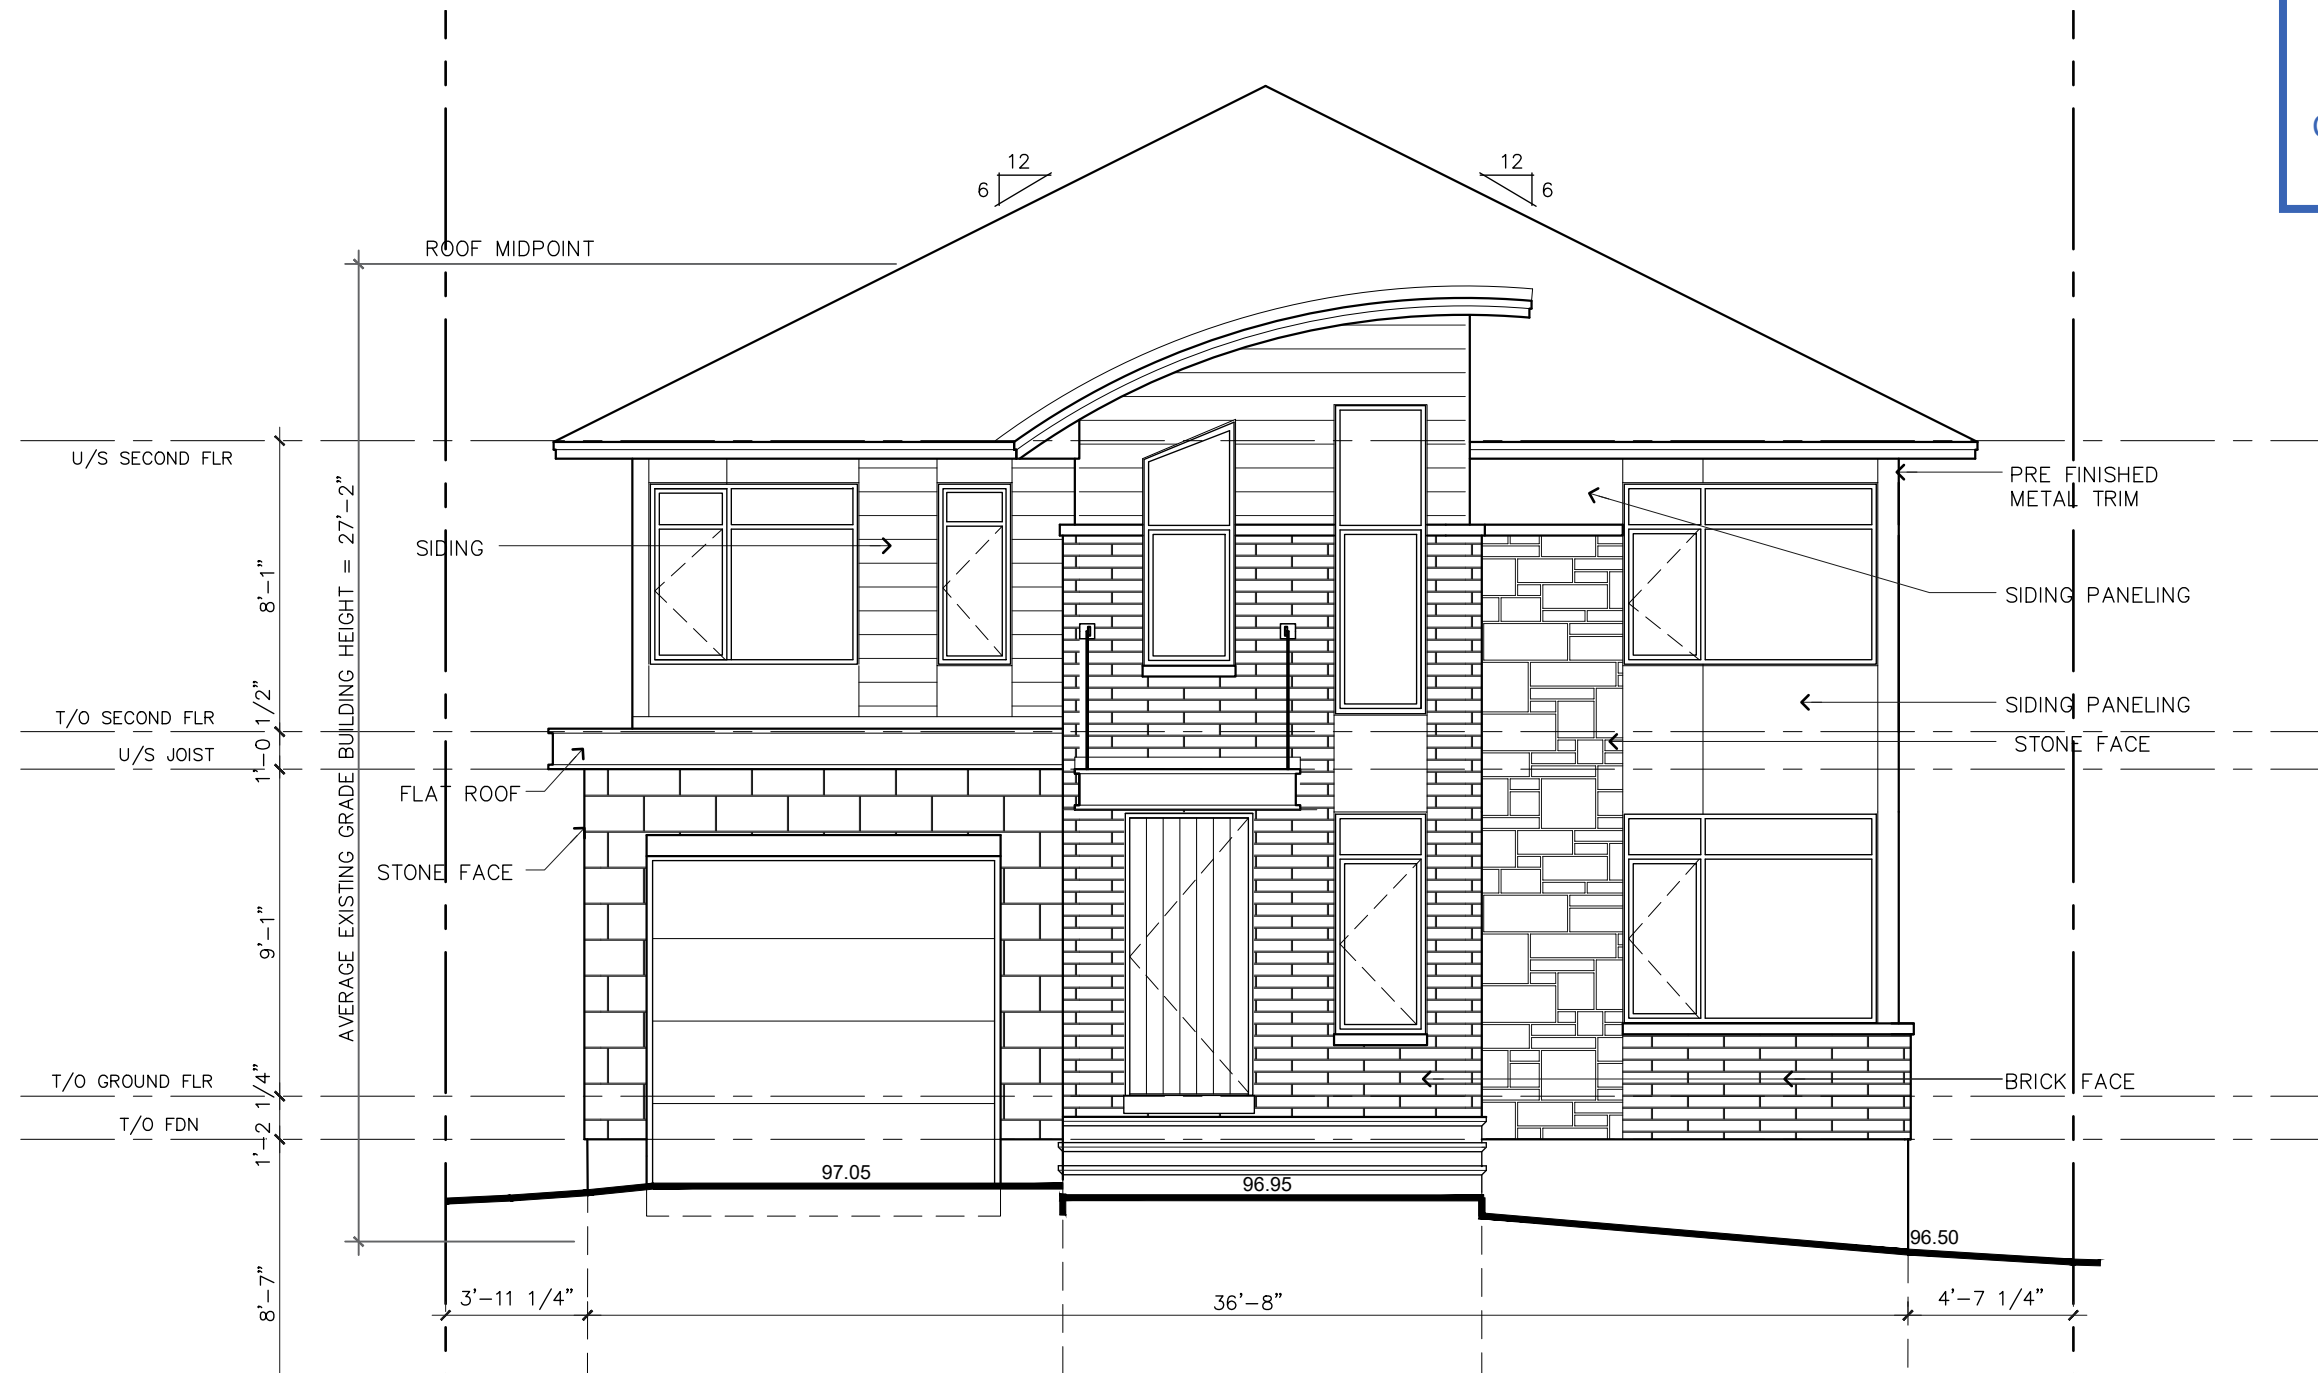 12
6
12
6
ROOF MIDPOINT
U/S SECOND FLR
PRE FINISHED
METAL TRIM
SIDING
8'-1"
SIDING PANELING
AVERAGE EXISTING GRADE BUILDING HEIGHT = 27'-2"
T/O SECOND FLR
1'-0 1/2"
U/S JOIST
SIDING PANELING
STONE FACE
FLAT ROOF
STONE FACE
9'-1"
T/O GROUND FLR
1'-2 1/4"
T/O FDN
BRICK FACE
97.05
96.95
96.50
8'-7"
3'-11 1/4"
36'-8"
4'-7 1/4"